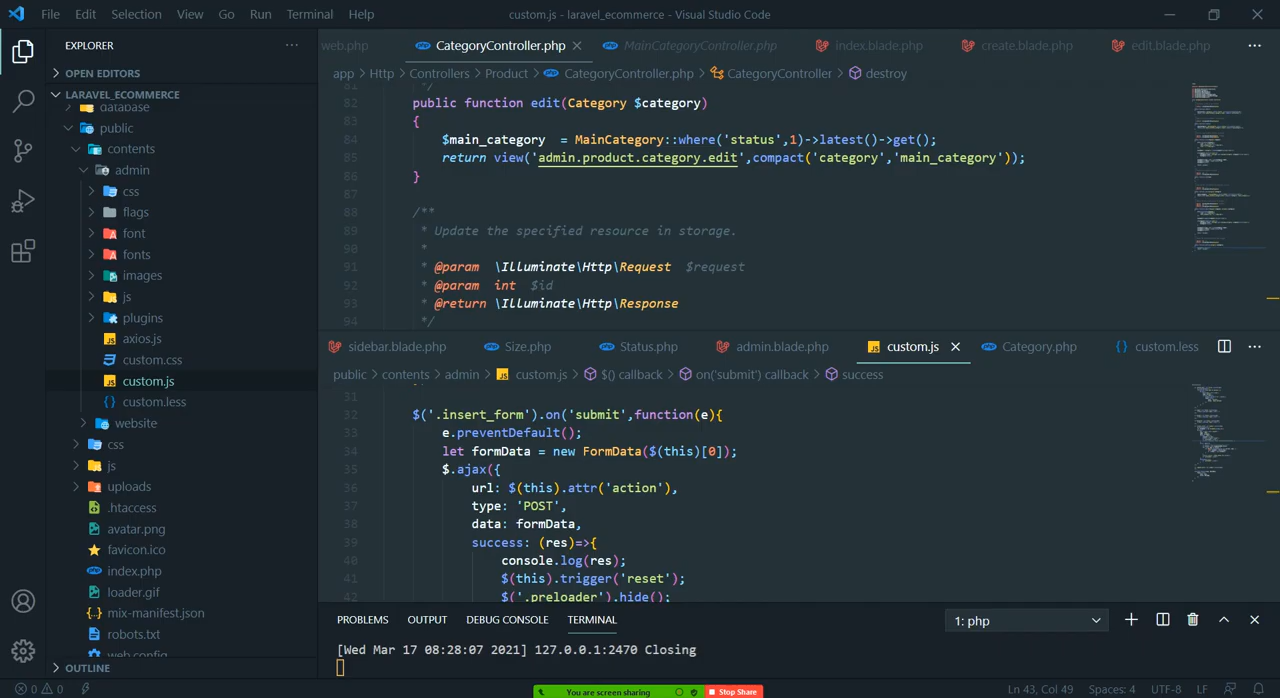 File Edit Selection View Go Run Terminal Help
custom.js - laravel_ecommerce - Visual Studio Code
EXPLORER
OPEN EDITORS
LARAVEL_ECOMMERCE
database
public
contents
admin
css
flags
font
fonts
images
js
plugins
axios.js
custom.css
custom.js
custom.less
website
css
js
uploads
.htaccess
avatar.png
favicon.ico
index.php
loader.gif
mix-manifest.json
robots.txt
web.config
OUTLINE
web.php CategoryController.php MainCategoryController.php index.blade.php create.blade.php edit.blade.php
app > Http > Controllers > Product > CategoryController.php > CategoryController > destroy
81 */
82 public function edit(Category $category)
83 {
84 $main_category = MainCategory::where('status',1)->latest()->get();
85 return view('admin.product.category.edit',compact('category','main_category'));
86 }
87
88 /**
89 * Update the specified resource in storage.
90 *
91 * @param \Illuminate\Http\Request $request
92 * @param int $id
93 * @return \Illuminate\Http\Response
94 */
sidebar.blade.php Size.php Status.php admin.blade.php custom.js Category.php custom.less
public > contents > admin > custom.js > $() callback > on('submit') callback > success
31
32 $('.insert_form').on('submit',function(e){
33 e.preventDefault();
34 let formData = new FormData($(this)[0]);
35 $.ajax({
36 url: $(this).attr('action'),
37 type: 'POST',
38 data: formData,
39 success: (res)=>{
40 console.log(res);
41 $(this).trigger('reset');
42 $('.preloader').hide();
PROBLEMS OUTPUT DEBUG CONSOLE TERMINAL
1: php
[Wed Mar 17 08:28:07 2021] 127.0.0.1:2470 Closing
You are screen sharing Stop Share
0 0
Ln 43, Col 49 Spaces: 4 UTF-8 LF